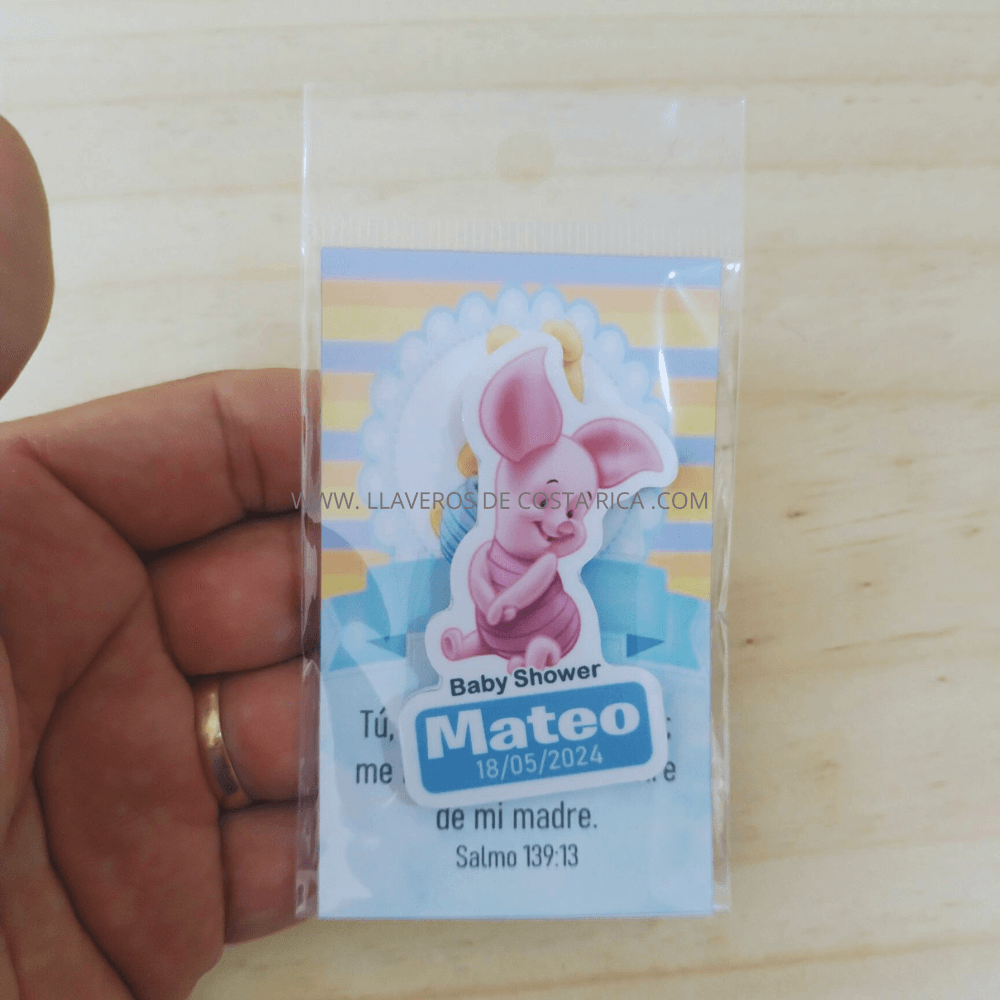 WWW. LLAVEROS DE COSTA RICA .COM
Baby Shower
Mateo
18/05/2024
Tú,
me
de mi madre.
Salmo 139:13